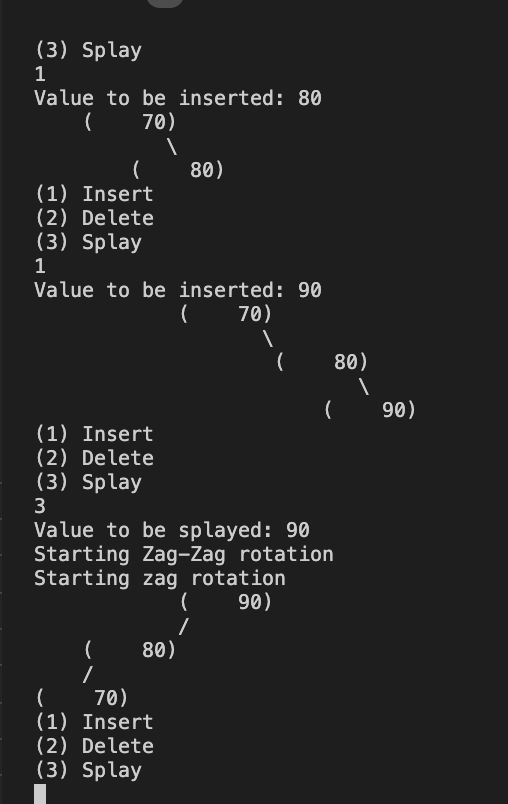 (3) Splay
1
Value to be inserted: 80
    (    70)
           \
        (    80)
(1) Insert
(2) Delete
(3) Splay
1
Value to be inserted: 90
            (    70)
                   \
                    (    80)
                           \
                        (    90)
(1) Insert
(2) Delete
(3) Splay
3
Value to be splayed: 90
Starting Zag-Zag rotation
Starting zag rotation
            (    90)
            /
    (    80)
    /
(    70)
(1) Insert
(2) Delete
(3) Splay